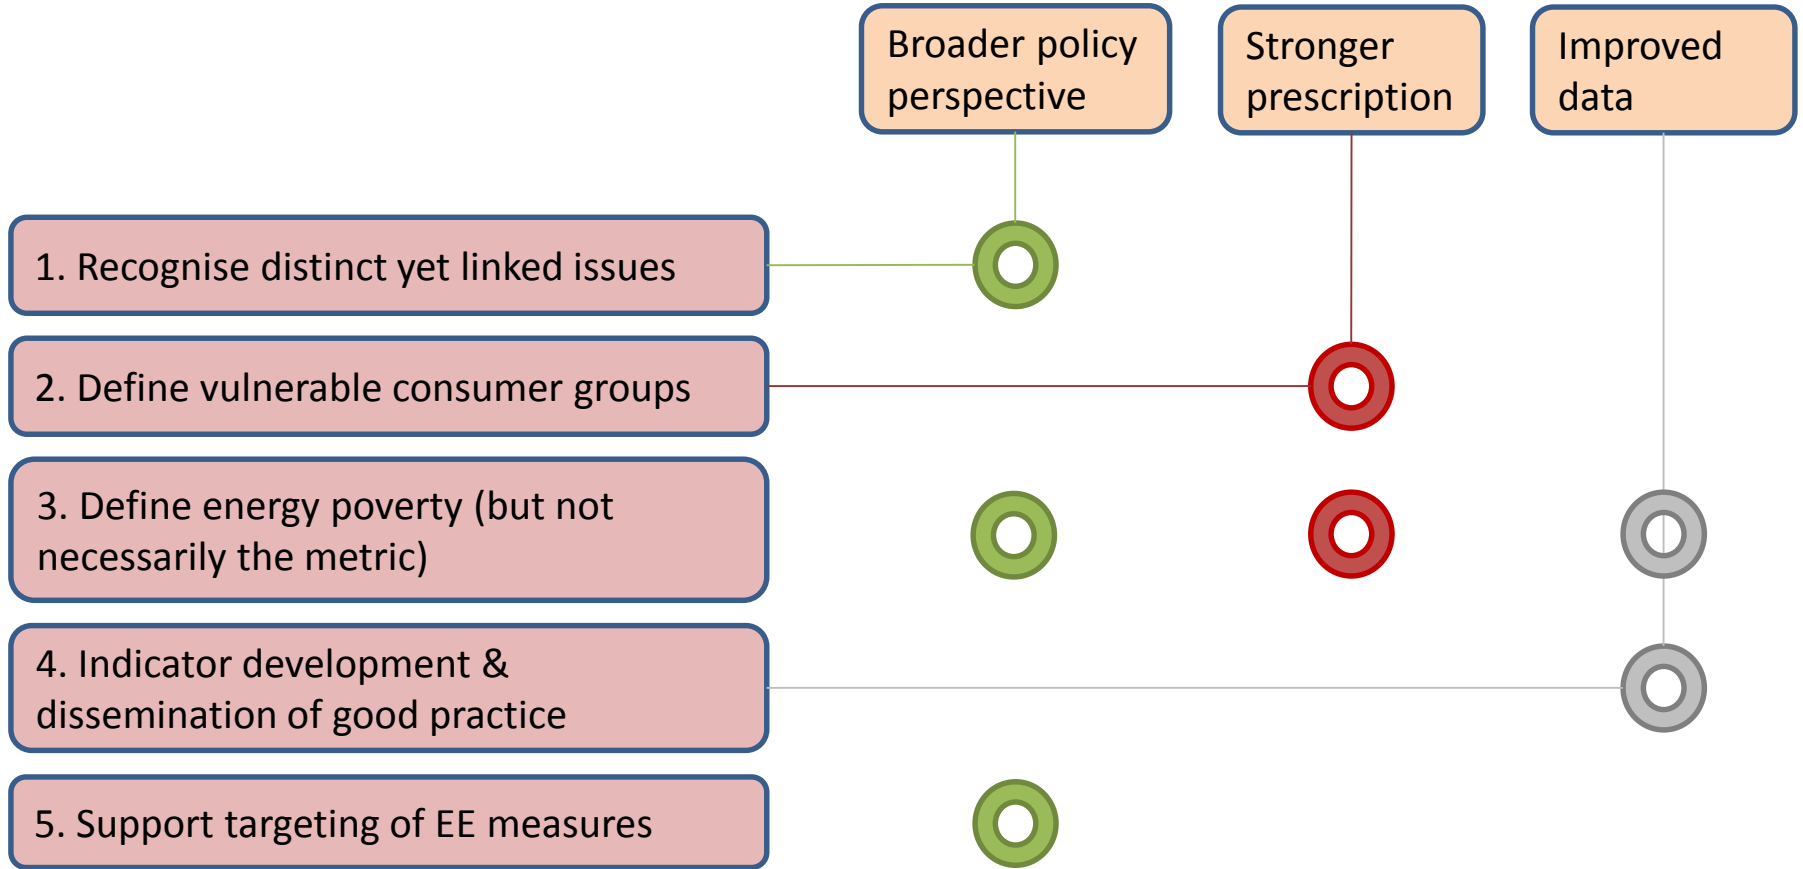 Broader policy
perspective
Stronger
prescription
Improved
data
1. Recognise distinct yet linked issues
2. Define vulnerable consumer groups
3. Define energy poverty (but not
necessarily the metric)
4. Indicator development &
dissemination of good practice
5. Support targeting of EE measures